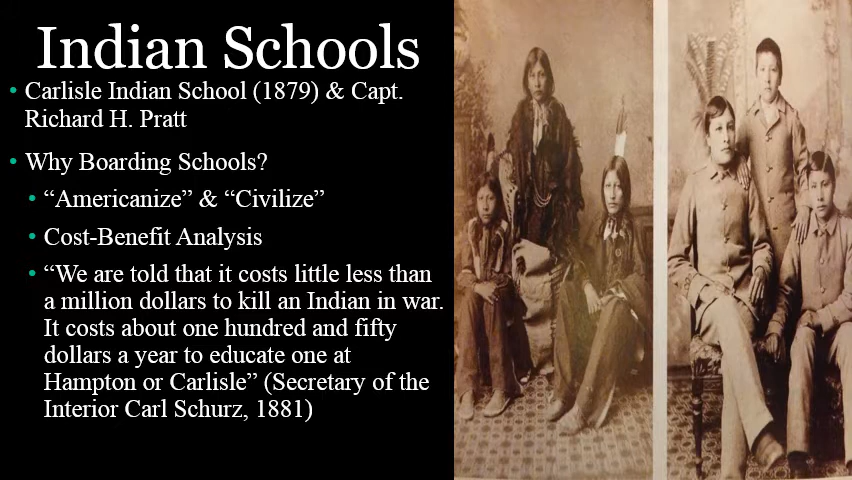 Indian Schools
• Carlisle Indian School (1879) & Capt.
Richard H. Pratt
• Why Boarding Schools?
• “Americanize” & “Civilize”
• Cost-Benefit Analysis
• “We are told that it costs little less than
a million dollars to kill an Indian in war.
It costs about one hundred and fifty
dollars a year to educate one at
Hampton or Carlisle” (Secretary of the
Interior Carl Schurz, 1881)